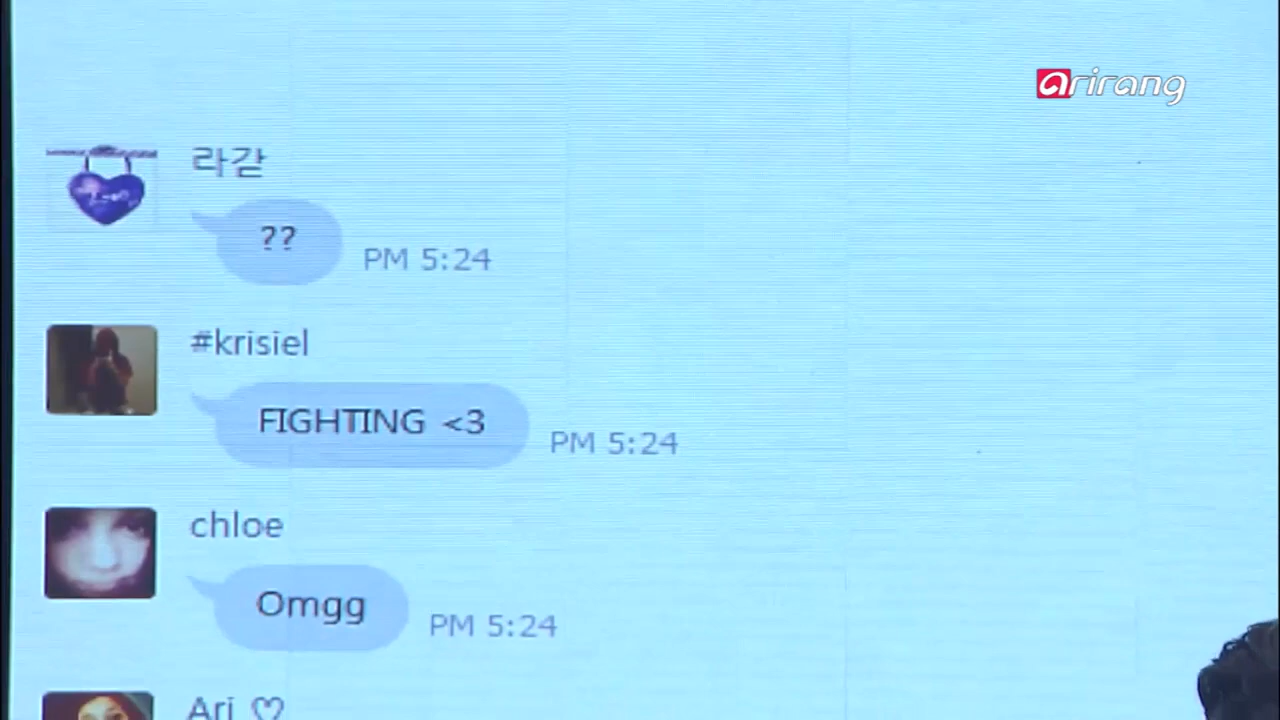 arirang
라갇
??
PM 5:24
#krisiel
FIGHTING <3
PM 5:24
chloe
Omgg
PM 5:24
Ari ♡